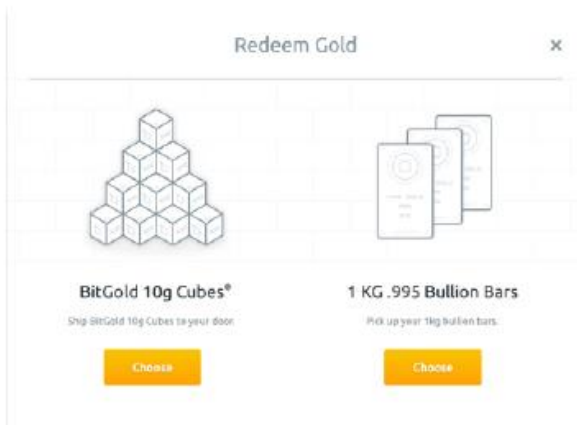 Redeem Gold ×
BitGold 10g Cubes®
Ship BitGold 10g Cubes to your door.
Choose
1 KG .995 Bullion Bars
Pick up your 1kg bullion bars.
Choose